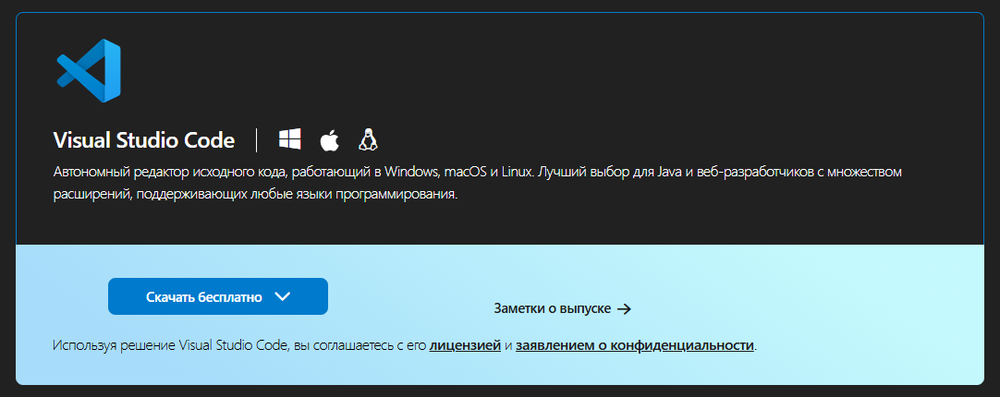 Visual Studio Code
Автономный редактор исходного кода, работающий в Windows, macOS и Linux. Лучший выбор для Java и веб-разработчиков с множеством
расширений, поддерживающих любые языки программирования.
Скачать бесплатно
Заметки о выпуске →
Используя решение Visual Studio Code, вы соглашаетесь с его лицензией и заявлением о конфиденциальности.